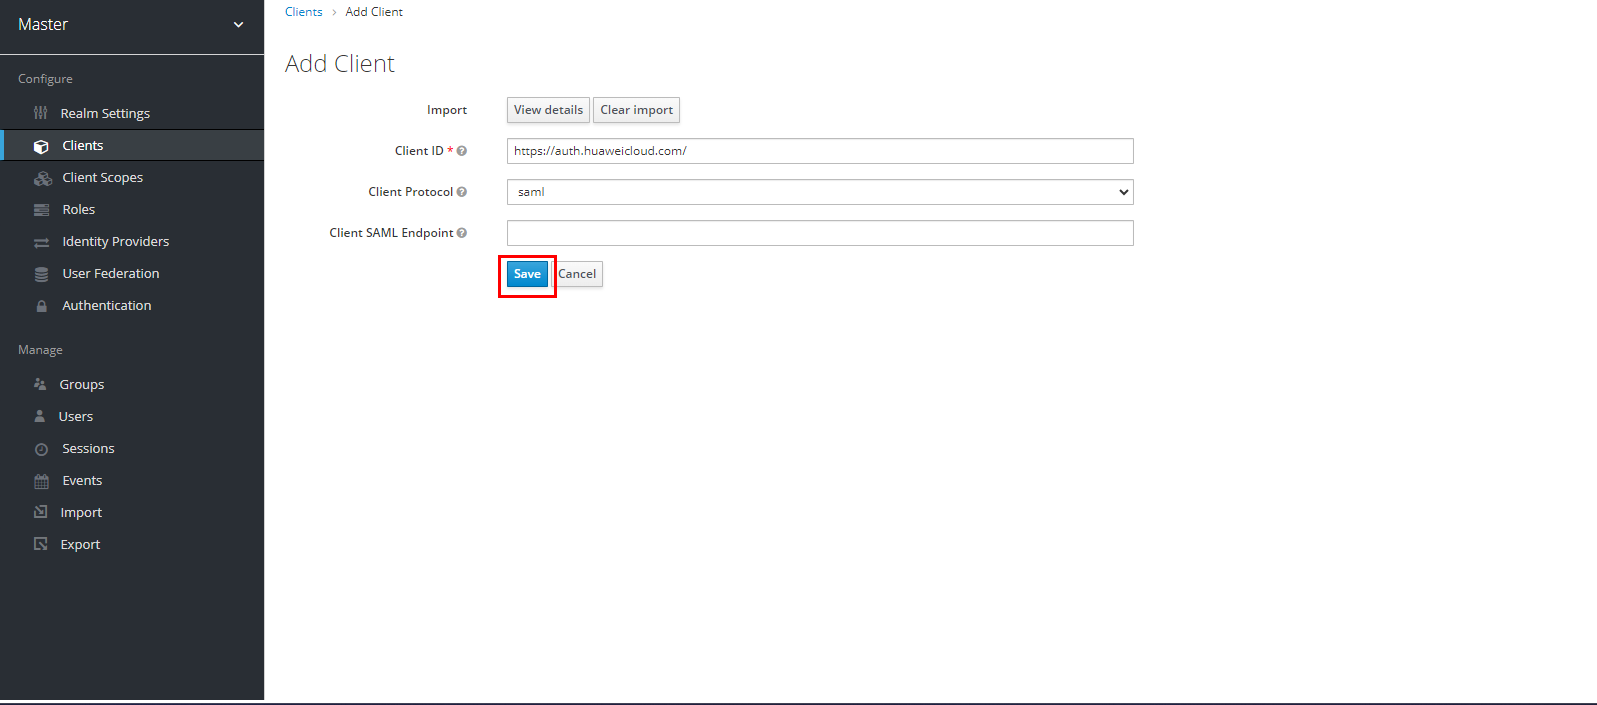 Master
Configure
Realm Settings
Clients
Client Scopes
Roles
Identity Providers
User Federation
Authentication
Manage
Groups
Users
Sessions
Events
Import
Export
Clients › Add Client
Add Client
Import View details Clear import
Client ID * https://auth.huaweicloud.com/
Client Protocol saml
Client SAML Endpoint
Save Cancel